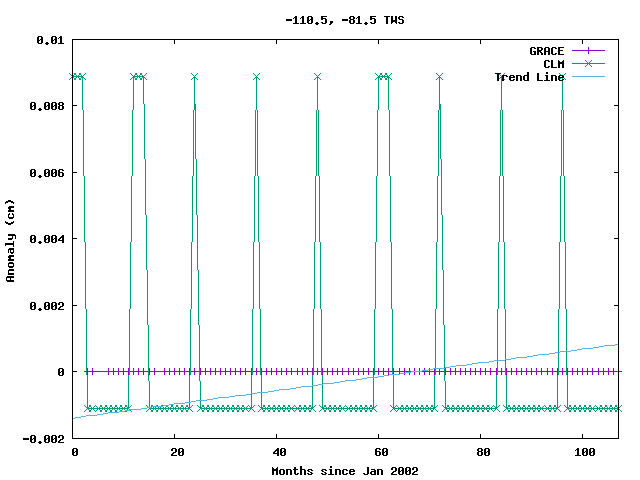 -110.5, -81.5 TWS
0.01
0.008
0.006
0.004
0.002
0
-0.002
Anomaly (cm)
GRACE
CLM
Trend Line
0 20 40 60 80 100
Months since Jan 2002